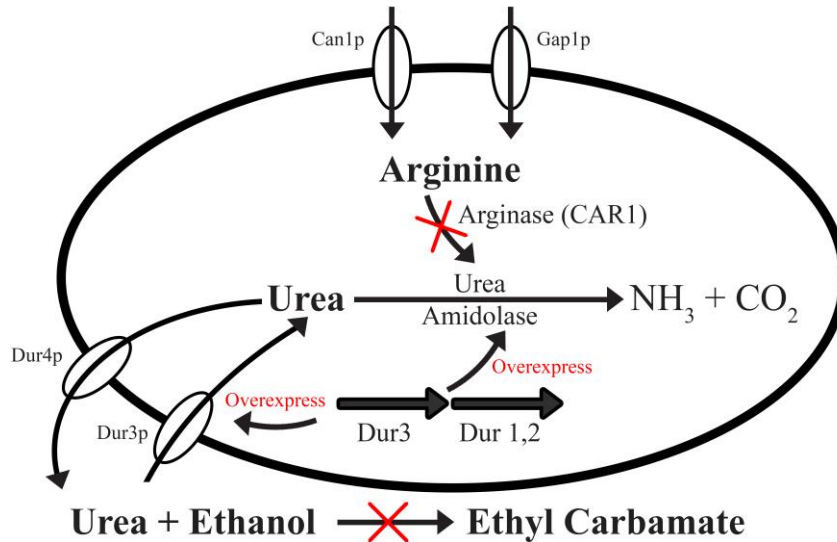 Can1p
Gap1p
Arginine
Arginase (CAR1)
Urea
Urea
Amidolase
NH3 + CO2
Dur4p
Dur3p
Overexpress
Overexpress
Dur3
Dur 1,2
Urea + Ethanol
Ethyl Carbamate